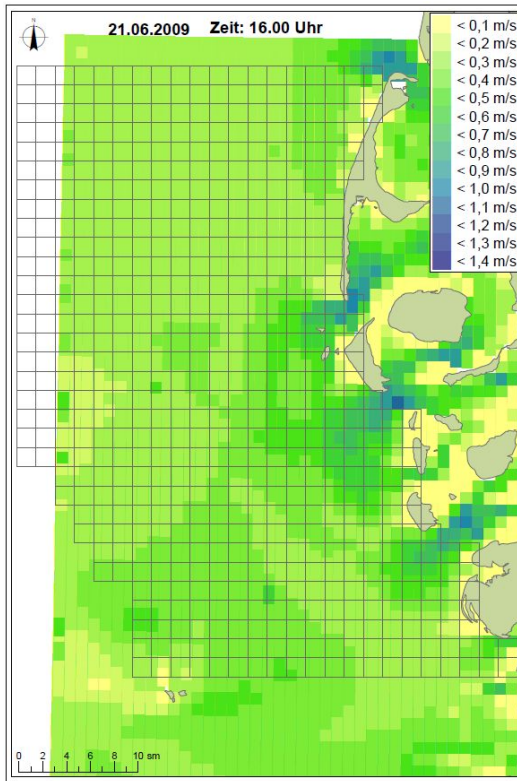 21.06.2009 Zeit: 16.00 Uhr
N
< 0,1 m/s
< 0,2 m/s
< 0,3 m/s
< 0,4 m/s
< 0,5 m/s
< 0,6 m/s
< 0,7 m/s
< 0,8 m/s
< 0,9 m/s
< 1,0 m/s
< 1,1 m/s
< 1,2 m/s
< 1,3 m/s
< 1,4 m/s
0 2 4 6 8 10 sm